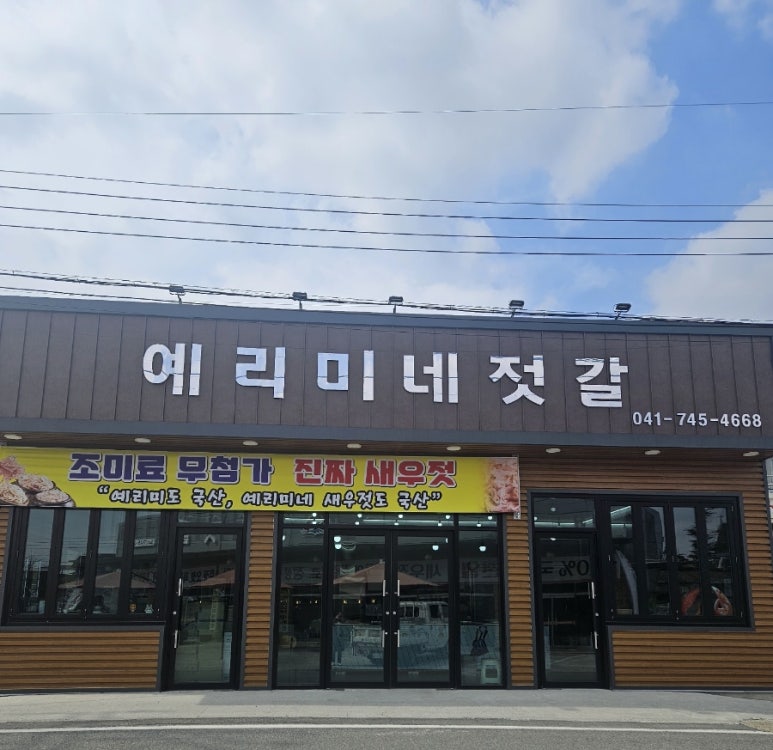 예리미네젓갈
041-745-4668
조미료 무첨가 진짜 새우젓
“예리미도 국산, 예리미네 새우젓도 국산”